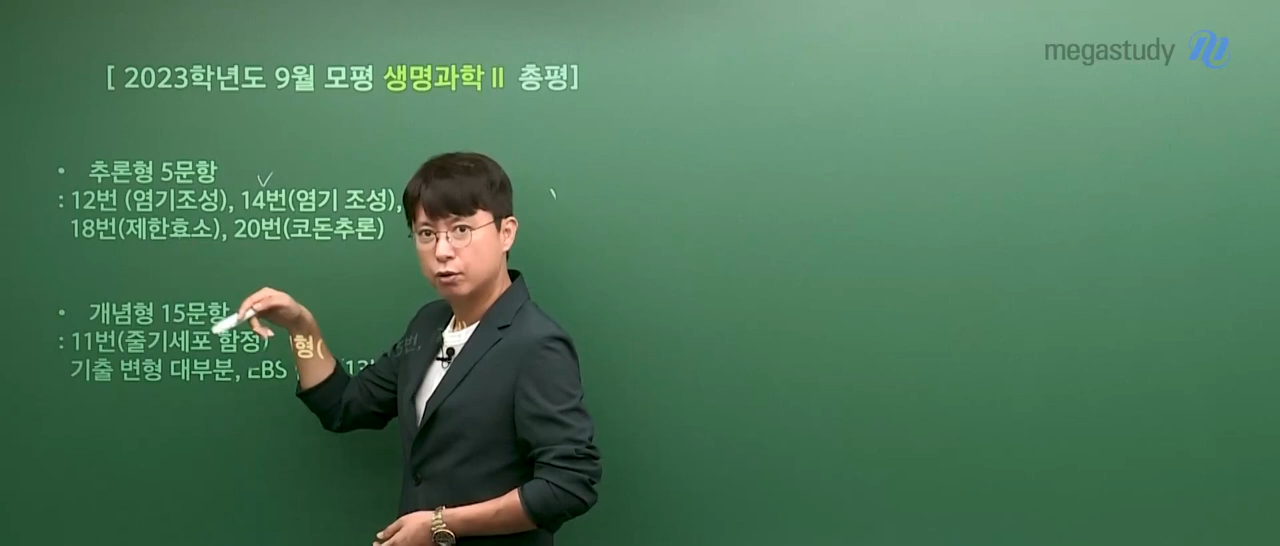 megastudy
[ 2023학년도 9월 모평 생명과학 II 총평]
• 추론형 5문항
: 12번 (염기조성), 14번(염기 조성),
18번(제한효소), 20번(코돈추론)
• 개념형 15문항
: 11번(줄기세포 함정) 형(
기출 변형 대부분, EBS